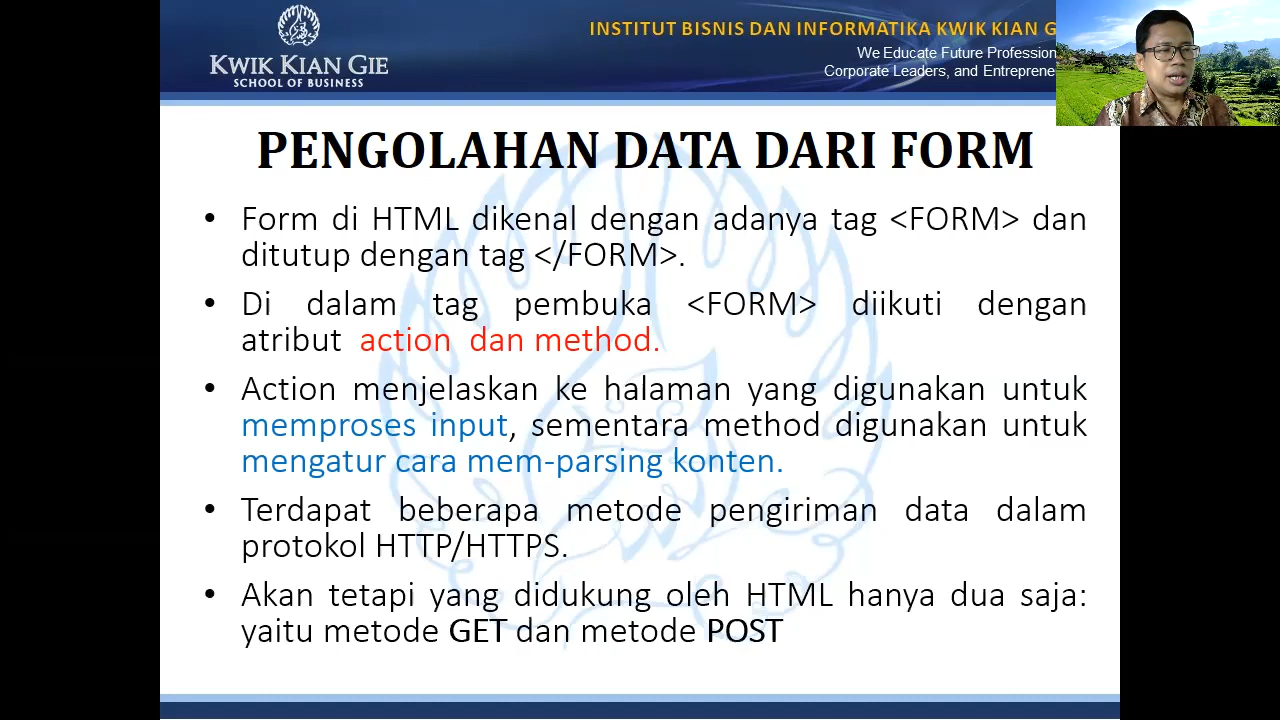 KWIK KIAN GIE
SCHOOL OF BUSINESS
INSTITUT BISNIS DAN INFORMATIKA KWIK KIAN G
We Educate Future Profession
Corporate Leaders, and Entreprene
PENGOLAHAN DATA DARI FORM
• Form di HTML dikenal dengan adanya tag <FORM> dan
ditutup dengan tag </FORM>.
• Di dalam tag pembuka <FORM> diikuti dengan
atribut action dan method.
• Action menjelaskan ke halaman yang digunakan untuk
memproses input, sementara method digunakan untuk
mengatur cara mem-parsing konten.
• Terdapat beberapa metode pengiriman data dalam
protokol HTTP/HTTPS.
• Akan tetapi yang didukung oleh HTML hanya dua saja:
yaitu metode GET dan metode POST